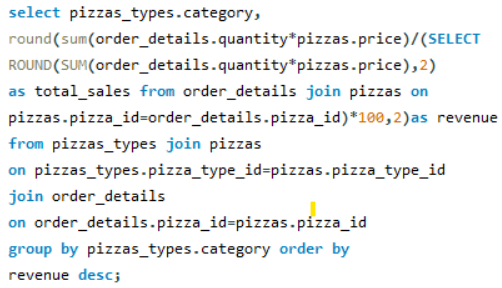 select pizzas_types.category,
round(sum(order_details.quantity*pizzas.price)/(SELECT
ROUND(SUM(order_details.quantity*pizzas.price),2)
as total_sales from order_details join pizzas on
pizzas.pizza_id=order_details.pizza_id)*100,2)as revenue
from pizzas_types join pizzas
on pizzas_types.pizza_type_id=pizzas.pizza_type_id
join order_details
on order_details.pizza_id=pizzas.pizza_id
group by pizzas_types.category order by
revenue desc;